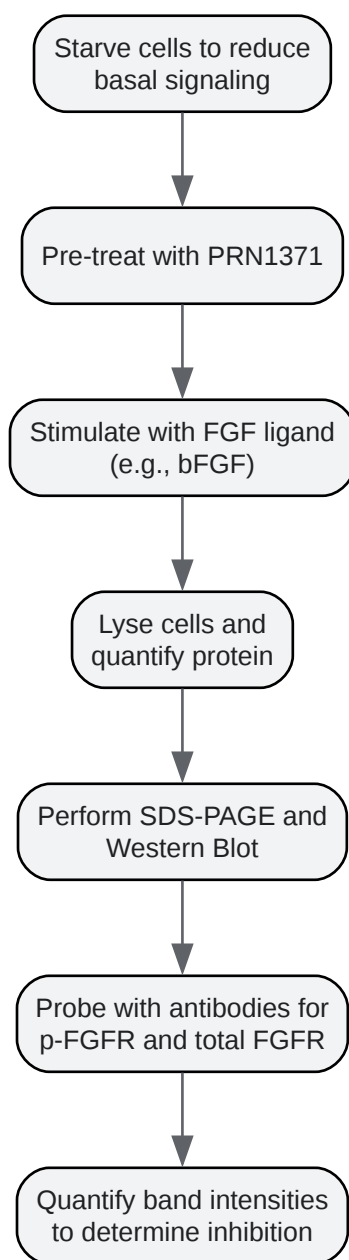 Starve cells to reduce
basal signaling
Pre-treat with PRN1371
Stimulate with FGF ligand
(e.g., bFGF)
Lyse cells and
quantify protein
Perform SDS-PAGE and
Western Blot
Probe with antibodies for
p-FGFR and total FGFR
Quantify band intensities
to determine inhibition